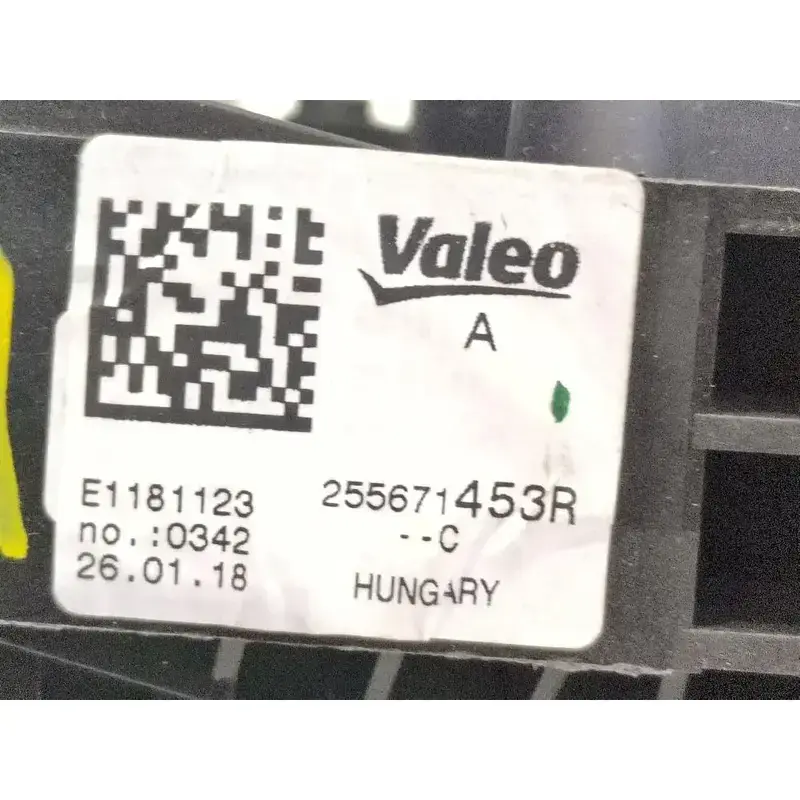 Valeo
A
E1181123
255671453R
no.:0342
--C
26.01.18
HUNGARY